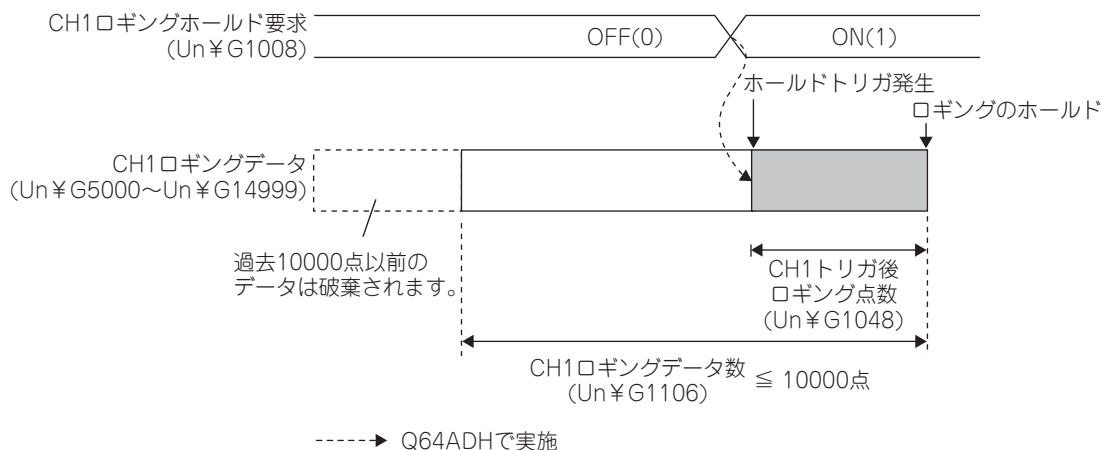 CH1ロギングホールド要求
(Un¥G1008)
OFF(0)
ON(1)
ホールドトリガ発生
ロギングのホールド
CH1ロギングデータ
(Un¥G5000～Un¥G14999)
過去10000点以前の
データは破棄されます。
CH1トリガ後
ロギング点数
(Un¥G1048)
CH1ロギングデータ数
(Un¥G1106)
≦ 10000点
Q64ADHで実施